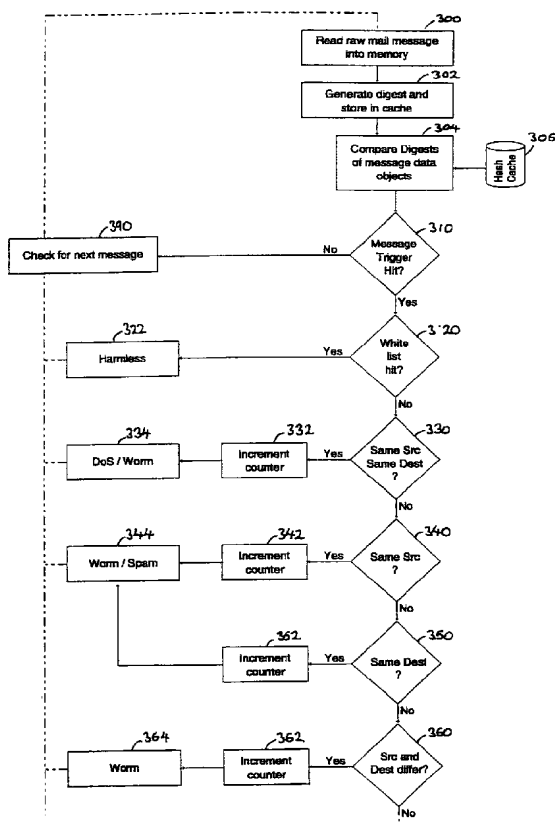 300
Read raw mail message
into memory
302
Generate digest and
store in cache
304
Compare Digests
of message data
objects
306
Hash
Cache
310
Message
Trigger
Hit?
No
390
Check for next message
Yes
320
White
list
hit?
Yes
322
Harmless
No
330
Same Src
Same Dest
?
Yes
332
Increment
counter
334
DoS / Worm
No
340
Same Src
?
Yes
342
Increment
counter
344
Worm / Spam
No
350
Same Dest
?
Yes
352
Increment
counter
No
360
Src and
Dest differ?
Yes
362
Increment
counter
364
Worm
No